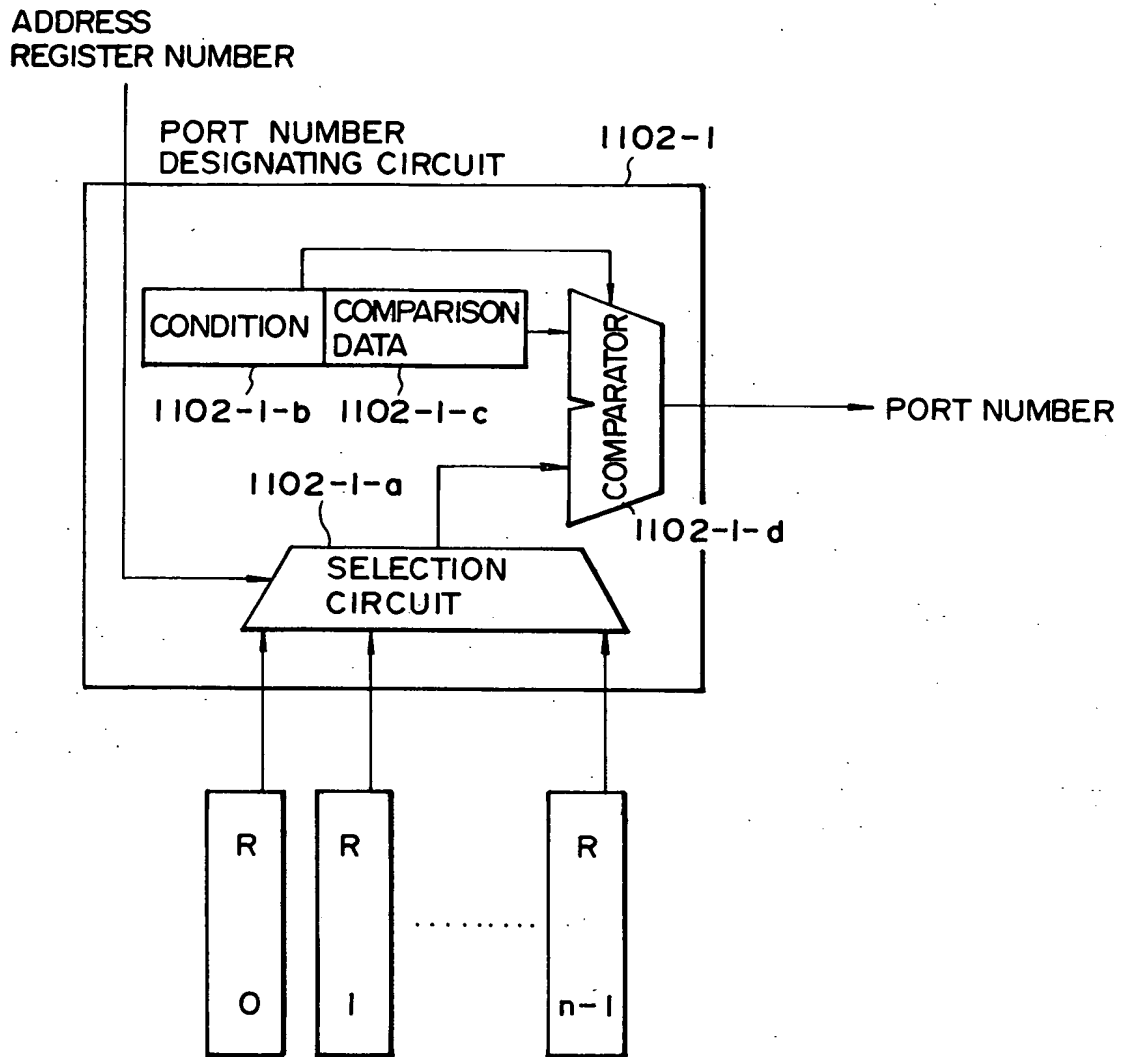 ADDRESS
REGISTER NUMBER
PORT NUMBER
DESIGNATING CIRCUIT
1102-1
CONDITION
COMPARISON
DATA
COMPARATOR
1102-1-b
1102-1-c
PORT NUMBER
1102-1-a
1102-1-d
SELECTION
CIRCUIT
R
R
R
.........
0
1
n-1